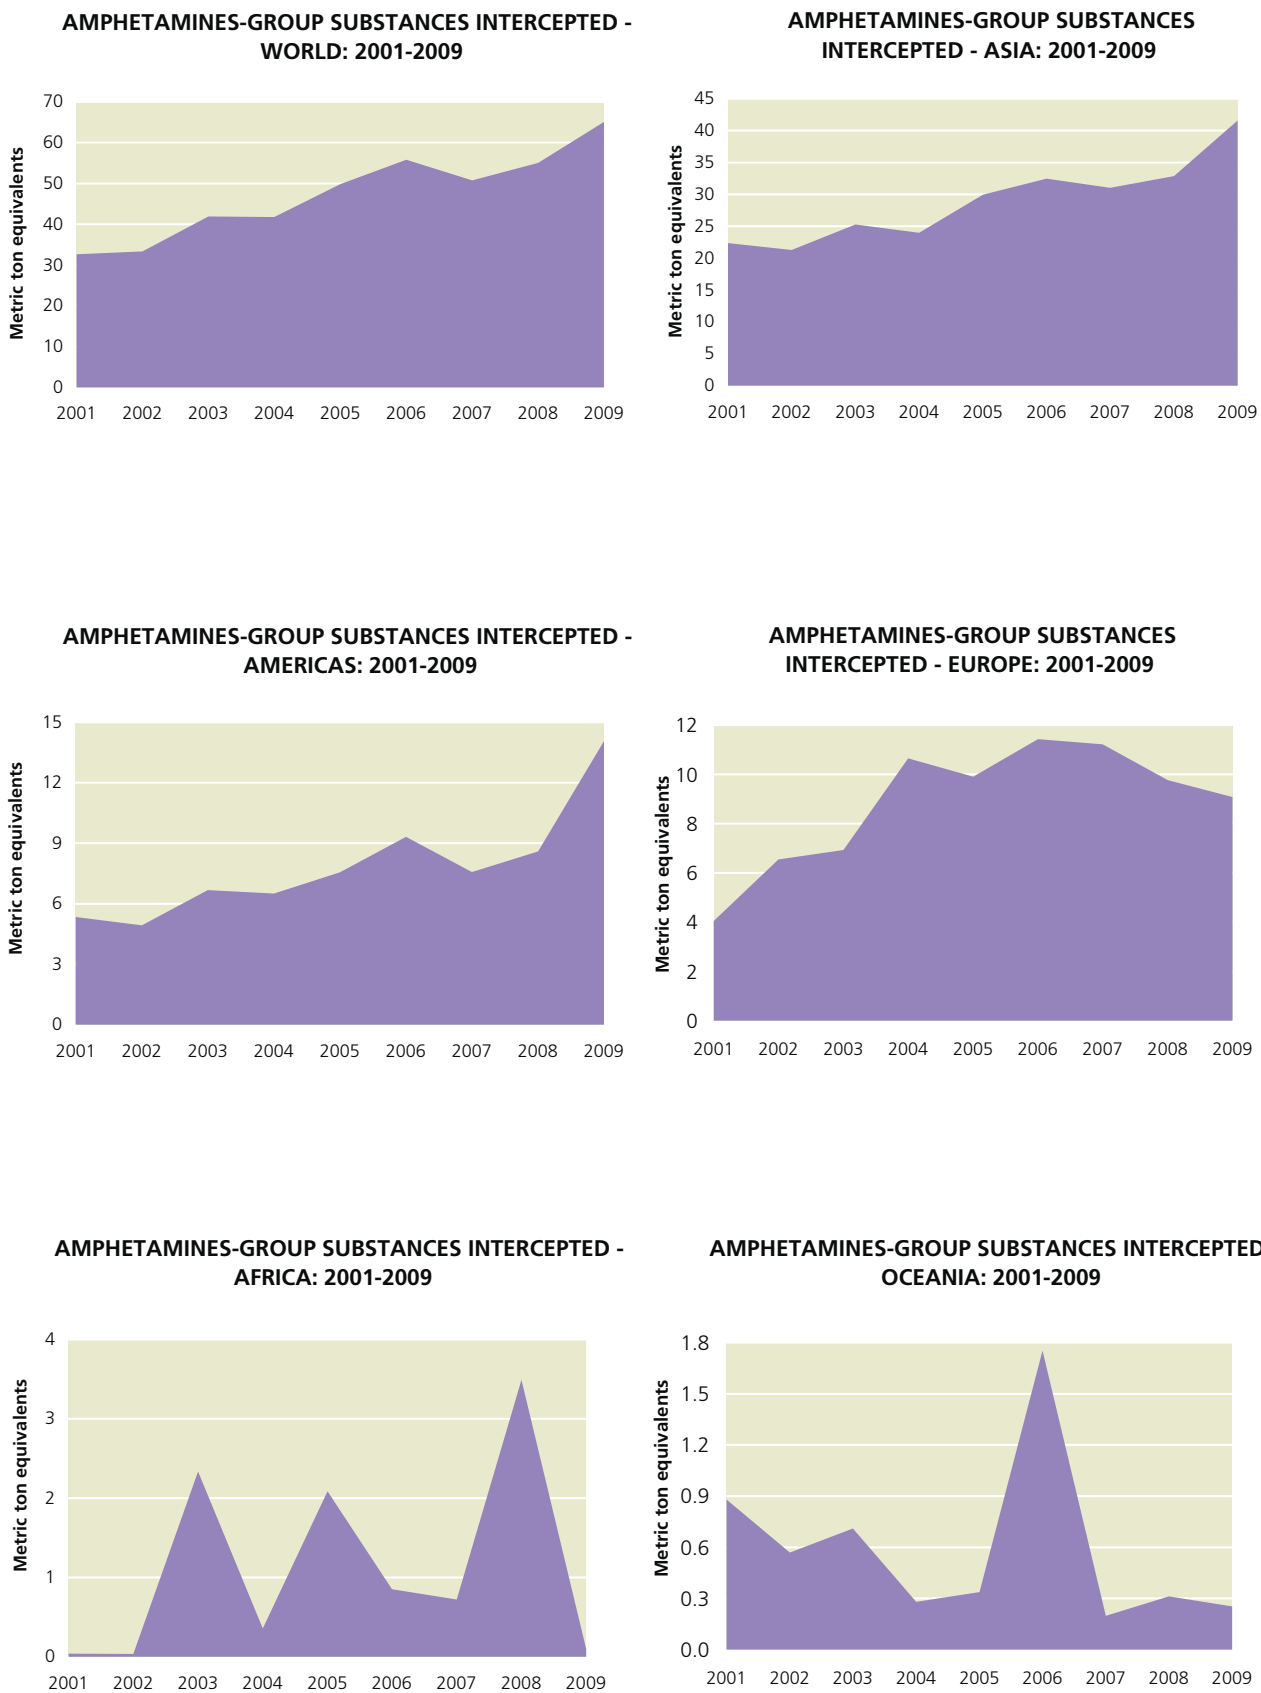 AMPHETAMINES-GROUP SUBSTANCES INTERCEPTED -
WORLD: 2001-2009
Metric ton equivalents
70
60
50
40
30
20
10
0
2001 2002 2003 2004 2005 2006 2007 2008 2009
AMPHETAMINES-GROUP SUBSTANCES
INTERCEPTED - ASIA: 2001-2009
Metric ton equivalents
45
40
35
30
25
20
15
10
5
0
2001 2002 2003 2004 2005 2006 2007 2008 2009
AMPHETAMINES-GROUP SUBSTANCES INTERCEPTED -
AMERICAS: 2001-2009
Metric ton equivalents
15
12
9
6
3
0
2001 2002 2003 2004 2005 2006 2007 2008 2009
AMPHETAMINES-GROUP SUBSTANCES
INTERCEPTED - EUROPE: 2001-2009
Metric ton equivalents
12
10
8
6
4
2
0
2001 2002 2003 2004 2005 2006 2007 2008 2009
AMPHETAMINES-GROUP SUBSTANCES INTERCEPTED -
AFRICA: 2001-2009
Metric ton equivalents
4
3
2
1
0
2001 2002 2003 2004 2005 2006 2007 2008 2009
AMPHETAMINES-GROUP SUBSTANCES INTERCEPTED
OCEANIA: 2001-2009
Metric ton equivalents
1.8
1.5
1.2
0.9
0.6
0.3
0.0
2001 2002 2003 2004 2005 2006 2007 2008 2009